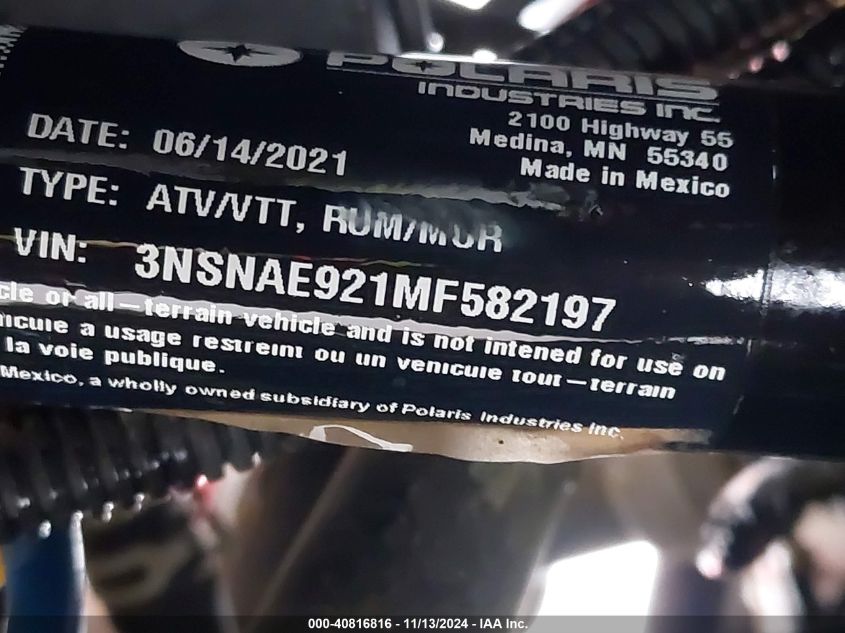 POLARIS
INDUSTRIES INC.
2100 Highway 55
Medina, MN 55340
Made in Mexico
DATE: 06/14/2021
TYPE: ATV/VTT, RUM/MUR
VIN: 3NSNAE921MF582197
or all-terrain vehicle and is not intened for use on
a usage restreint ou un vehicule tout-terrain
la voie publique.
Mexico, a wholly owned subsidiary of Polaris Industries Inc.
000-40816816 - 11/13/2024 - IAA Inc.